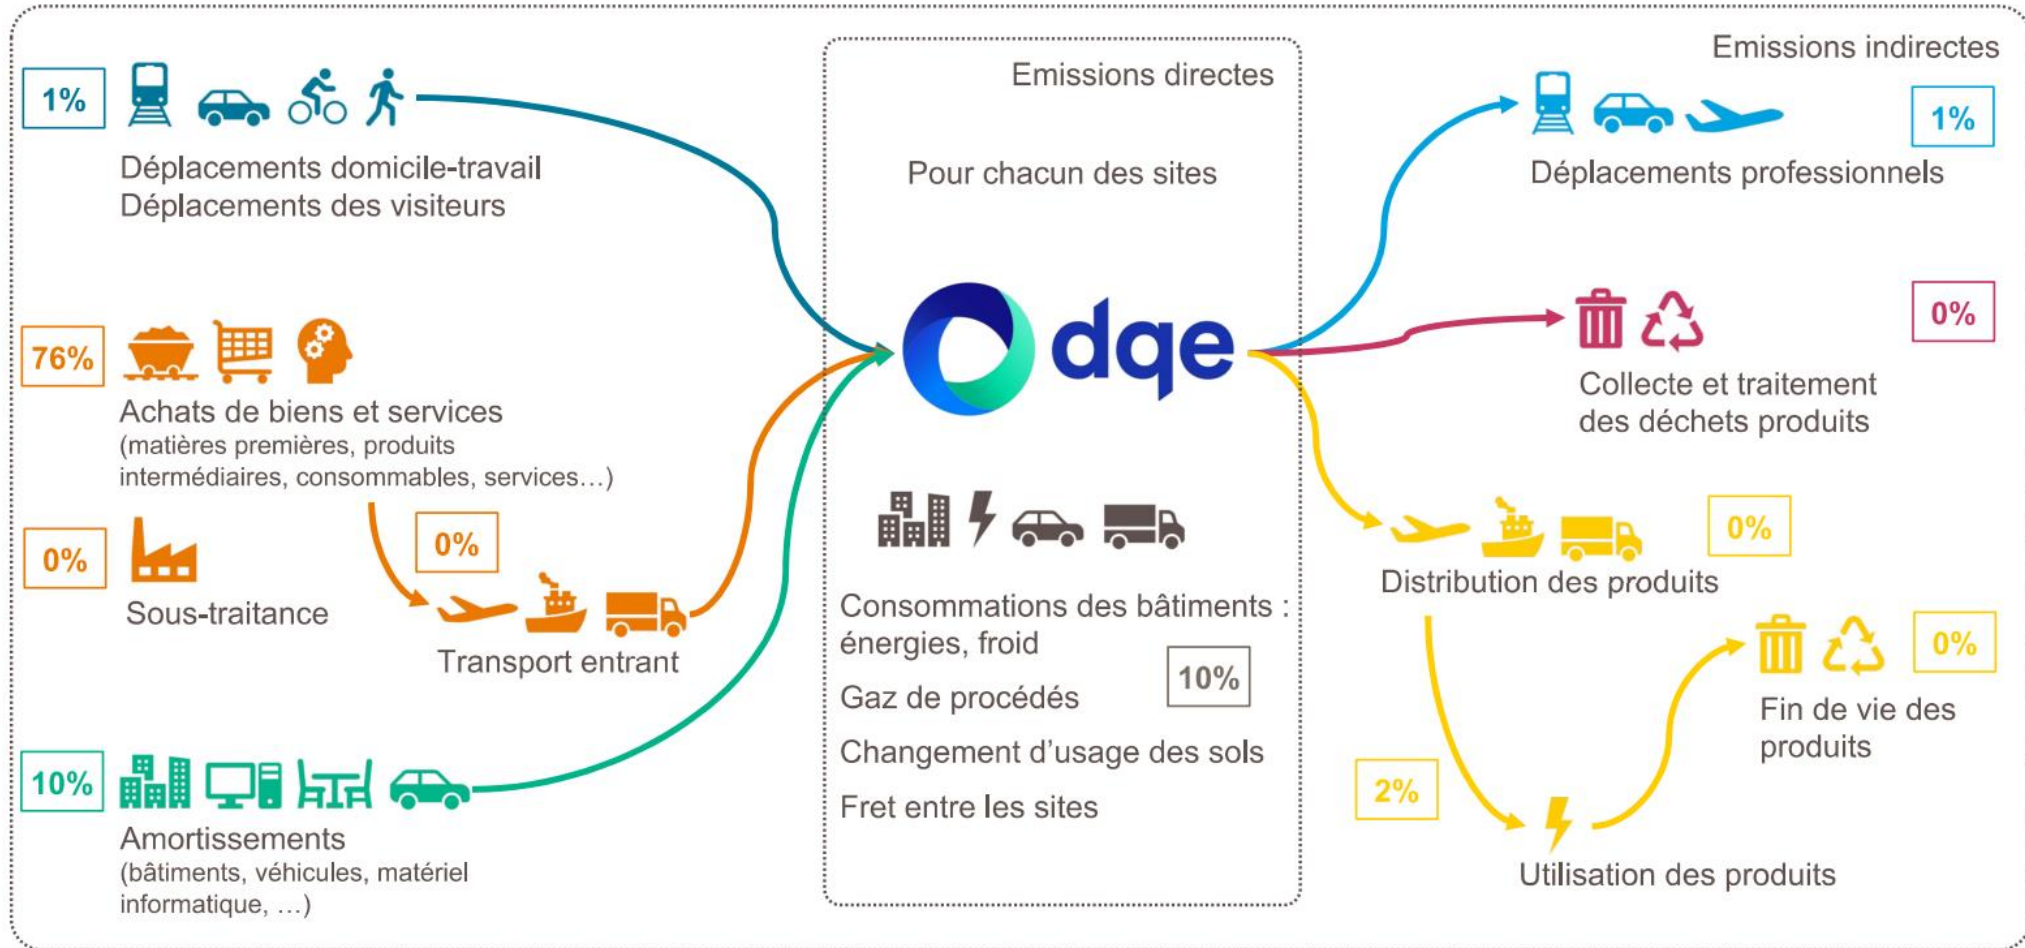 1%
Déplacements domicile-travail
Déplacements des visiteurs
76%
Achats de biens et services
(matières premières, produits
intermédiaires, consommables, services…)
0%
Sous-traitance
0%
Transport entrant
10%
Amortissements
(bâtiments, véhicules, matériel
informatique, …)
Emissions directes
Pour chacun des sites
dqe
Consommations des bâtiments :
énergies, froid
10%
Gaz de procédés
Changement d’usage des sols
Fret entre les sites
Emissions indirectes
1%
Déplacements professionnels
0%
Collecte et traitement
des déchets produits
0%
Distribution des produits
0%
Fin de vie des
produits
2%
Utilisation des produits